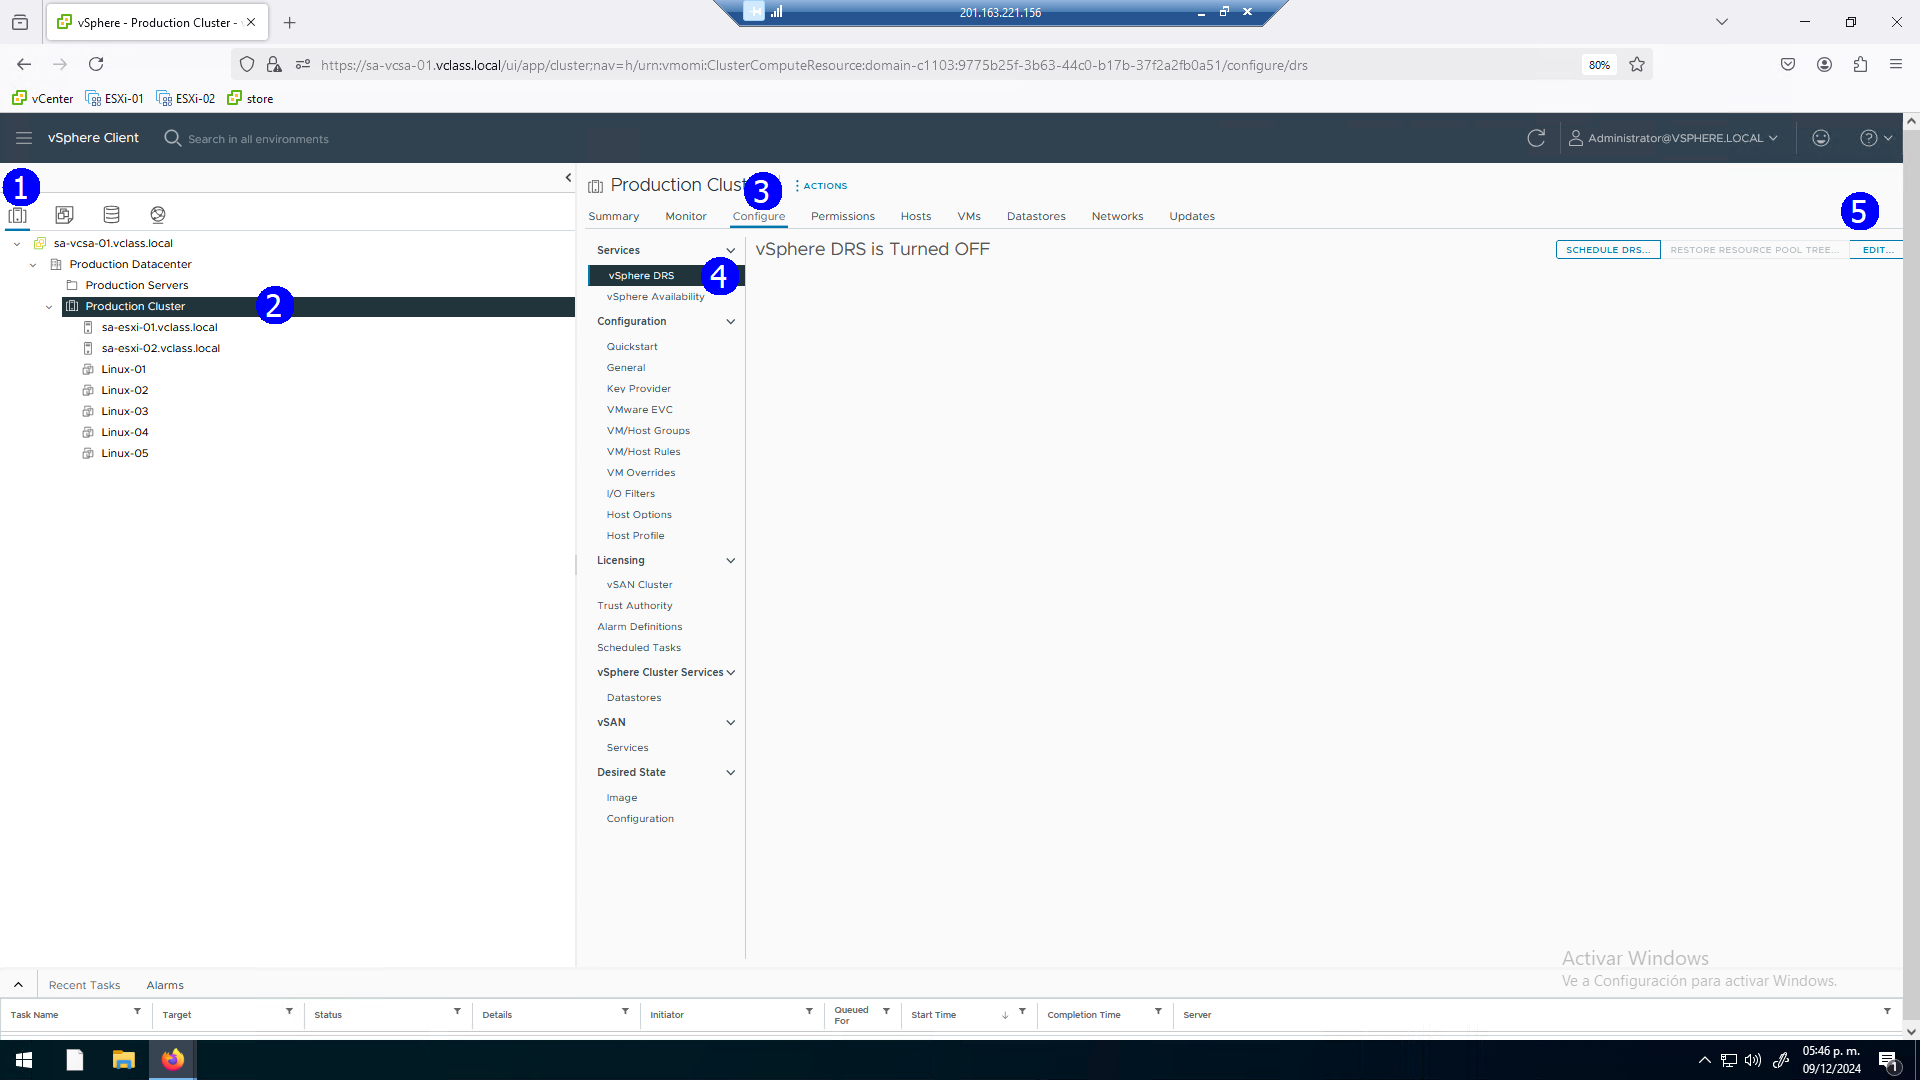 vSphere - Production Cluster -
201.163.221.156
https://sa-vcsa-01.vclass.local/ui/app/cluster;nav=h/urn:vmomi:ClusterComputeResource:domain-c1103:9775b25f-3b63-44c0-b17b-37f2a2fb0a51/configure/drs
80%
vCenter ESXi-01 ESXi-02 store
vSphere Client
Search in all environments
Administrator@VSPHERE.LOCAL
1
sa-vcsa-01.vclass.local
Production Datacenter
Production Servers
Production Cluster
2
sa-esxi-01.vclass.local
sa-esxi-02.vclass.local
Linux-01
Linux-02
Linux-03
Linux-04
Linux-05
Production Clust
3
ACTIONS
Summary Monitor Configure Permissions Hosts VMs Datastores Networks Updates
5
Services
vSphere DRS
4
vSphere Availability
Configuration
Quickstart
General
Key Provider
VMware EVC
VM/Host Groups
VM/Host Rules
VM Overrides
I/O Filters
Host Options
Host Profile
Licensing
vSAN Cluster
Trust Authority
Alarm Definitions
Scheduled Tasks
vSphere Cluster Services
Datastores
vSAN
Services
Desired State
Image
Configuration
vSphere DRS is Turned OFF
SCHEDULE DRS... RESTORE RESOURCE POOL TREE... EDIT...
Activar Windows
Ve a Configuración para activar Windows.
Recent Tasks Alarms
Task Name Target Status Details Initiator Queued For Start Time Completion Time Server
05:46 p. m.
09/12/2024
1